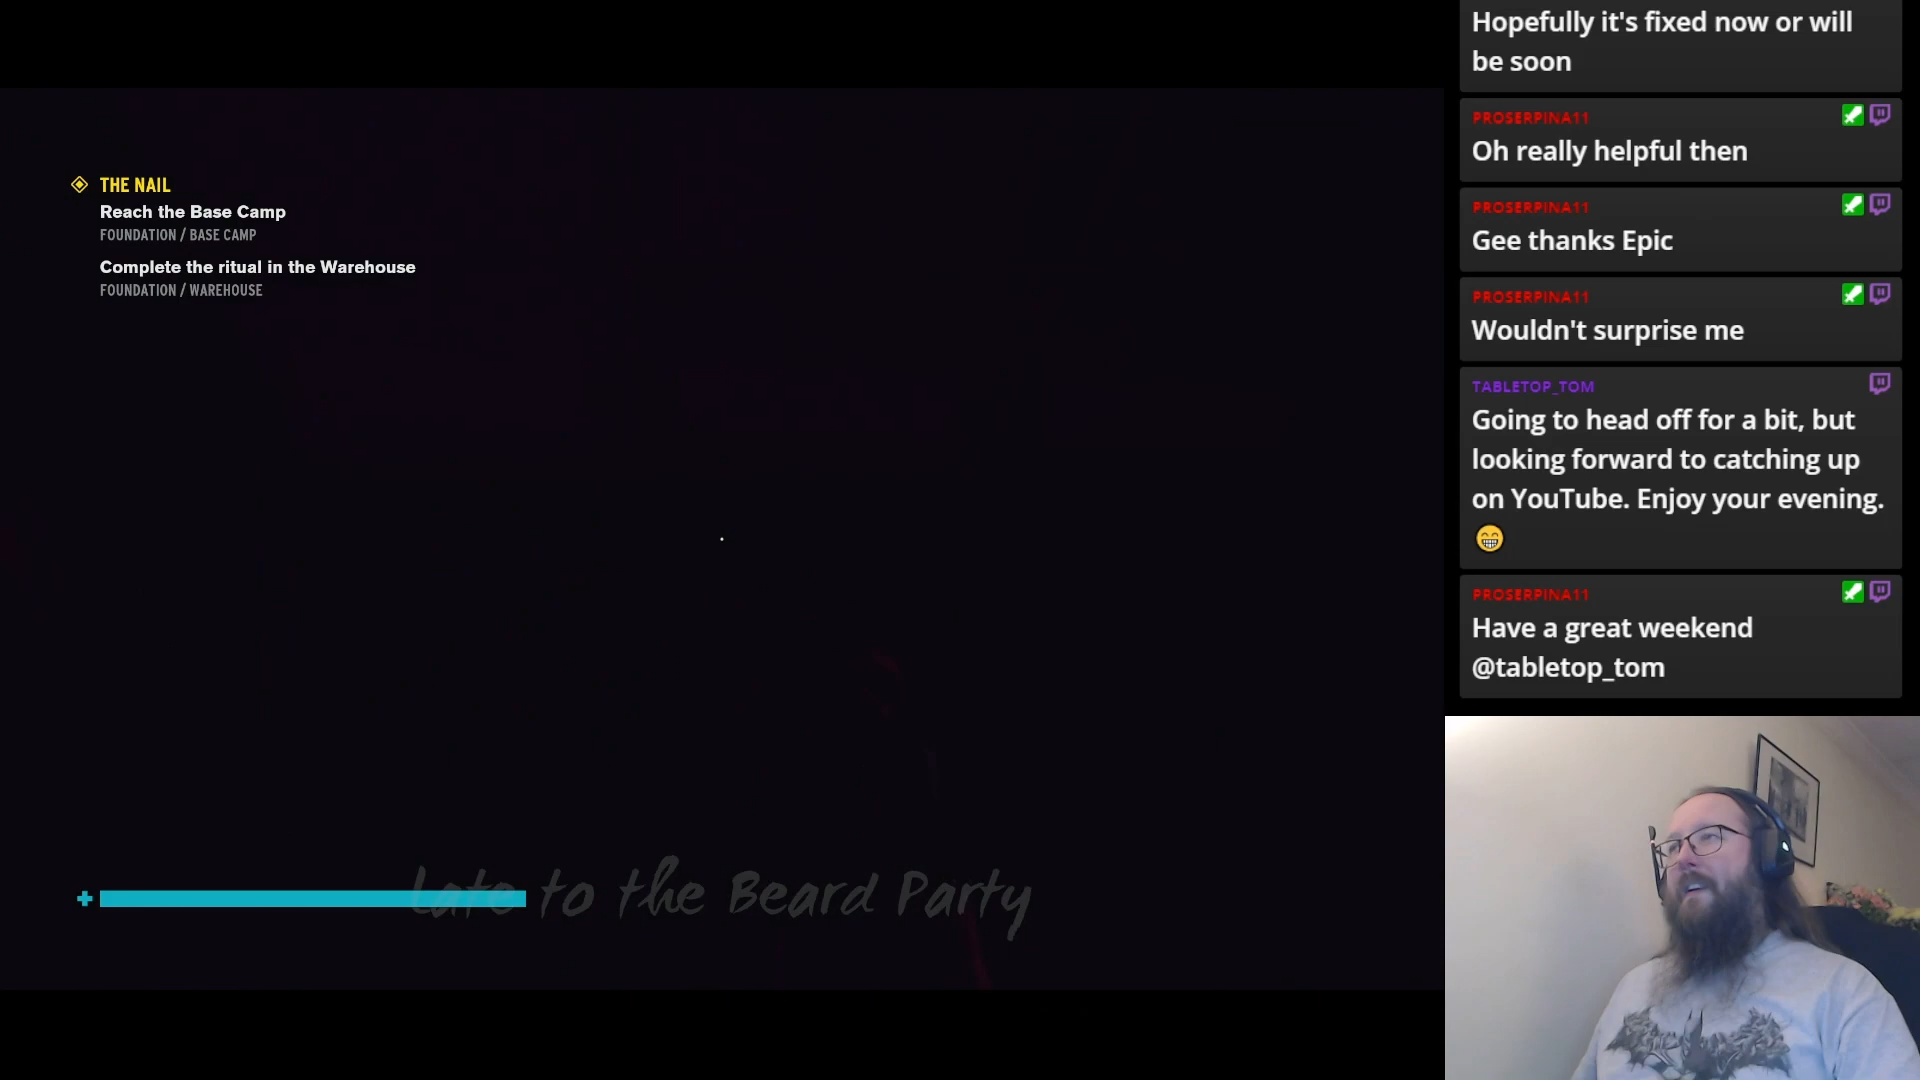 THE NAIL
Reach the Base Camp
FOUNDATION / BASE CAMP
Complete the ritual in the Warehouse
FOUNDATION / WAREHOUSE
Late to the Beard Party
Hopefully it's fixed now or will
be soon
PROSERPINA11
Oh really helpful then
PROSERPINA11
Gee thanks Epic
PROSERPINA11
Wouldn't surprise me
TABLETOP_TOM
Going to head off for a bit, but
looking forward to catching up
on YouTube. Enjoy your evening.
😁
PROSERPINA11
Have a great weekend
@tabletop_tom